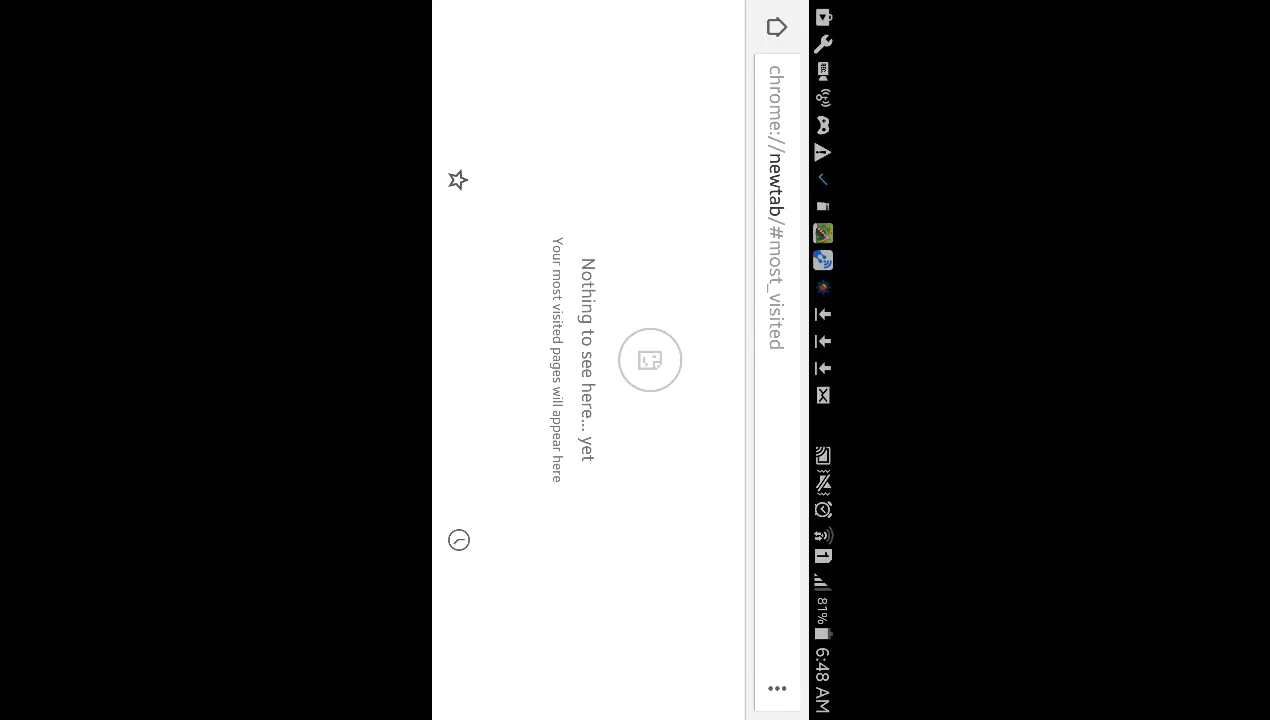 1 81% 6:48 AM
chrome://newtab/#most_visited
Nothing to see here... yet
Your most visited pages will appear here